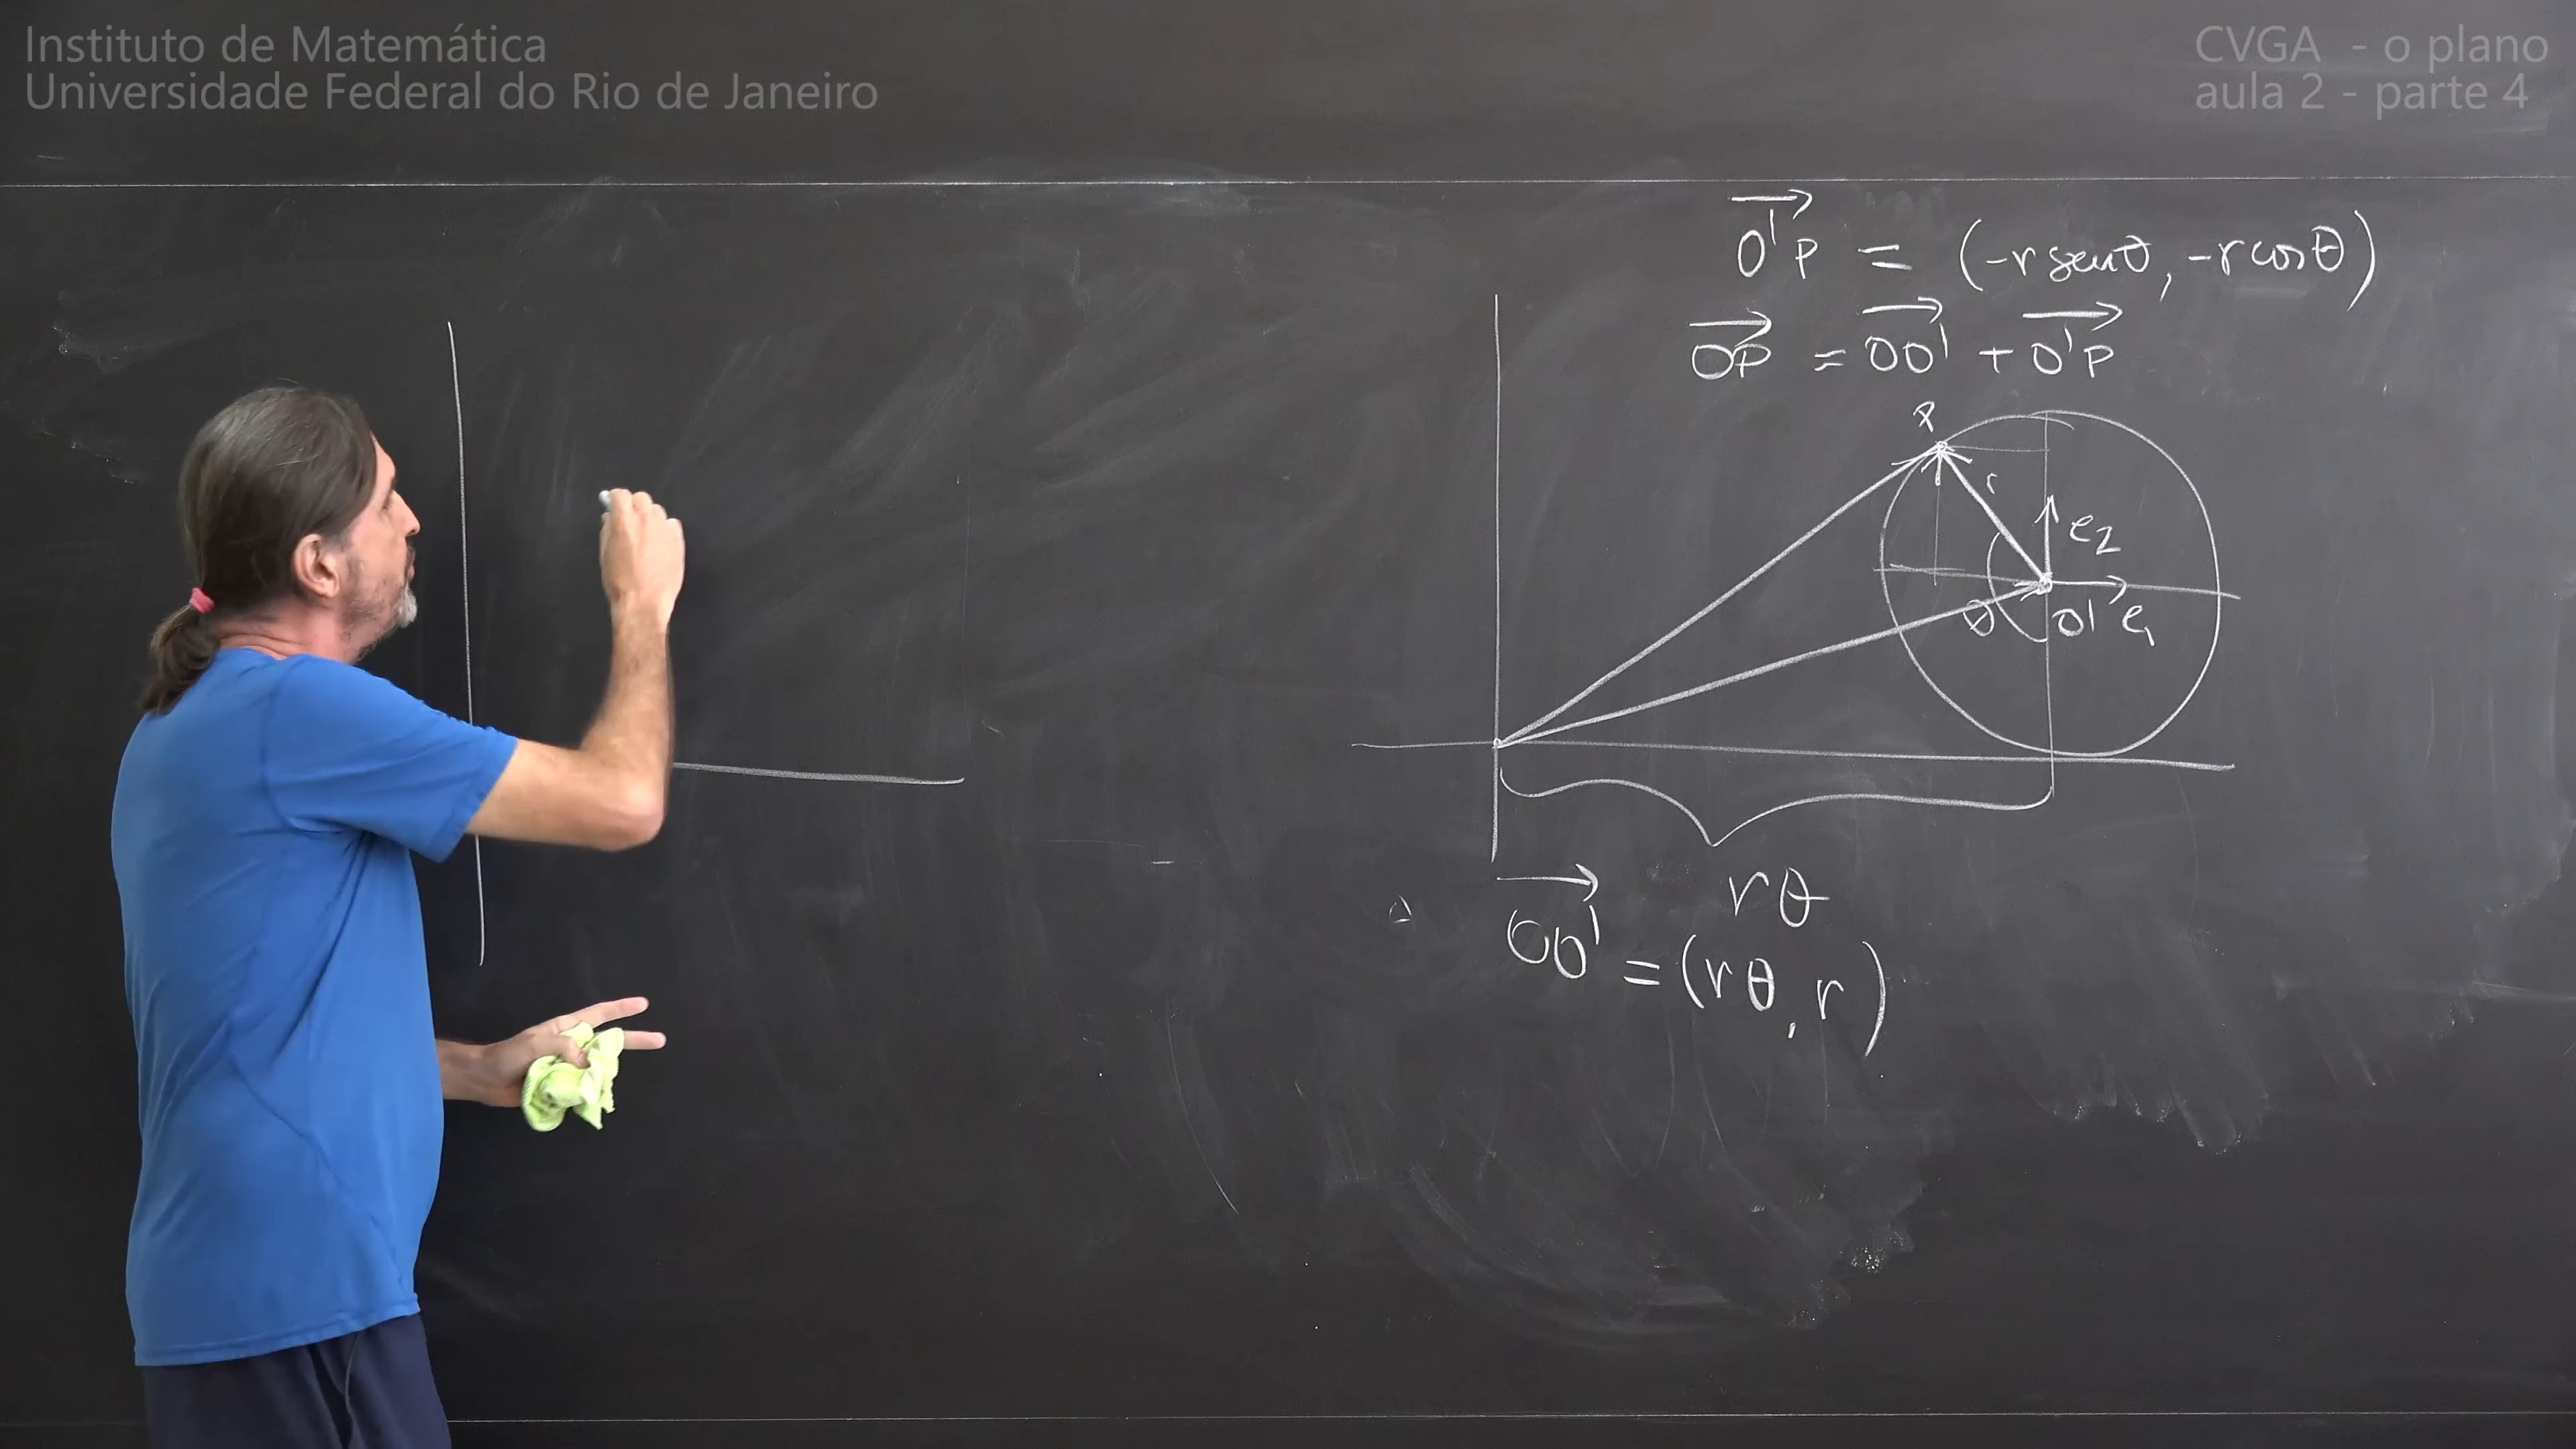 Instituto de Matemática
Universidade Federal do Rio de Janeiro
CVGA - o plano
aula 2 - parte 4
O'P = (-r senθ, -r cosθ)
OP = OO' + O'P
P
r
e2
θ
O'
e1
rθ
OO' = (rθ, r)